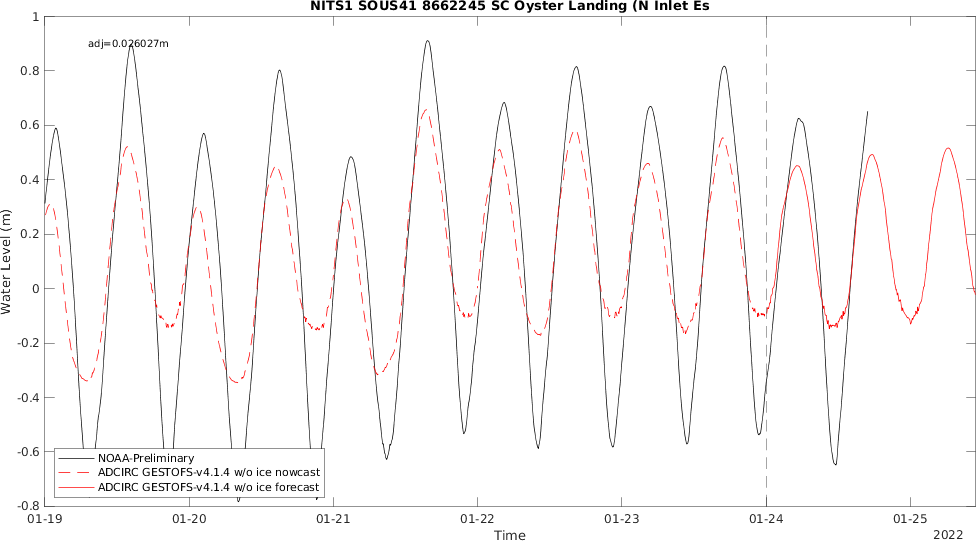 NITS1 SOUS41 8662245 SC Oyster Landing (N Inlet Es
adj=0.026027m
1
0.8
0.6
0.4
0.2
0
-0.2
-0.4
-0.6
-0.8
Water Level (m)
NOAA-Preliminary
ADCIRC GESTOFS-v4.1.4 w/o ice nowcast
ADCIRC GESTOFS-v4.1.4 w/o ice forecast
01-19 01-20 01-21 01-22 01-23 01-24 01-25
Time
2022